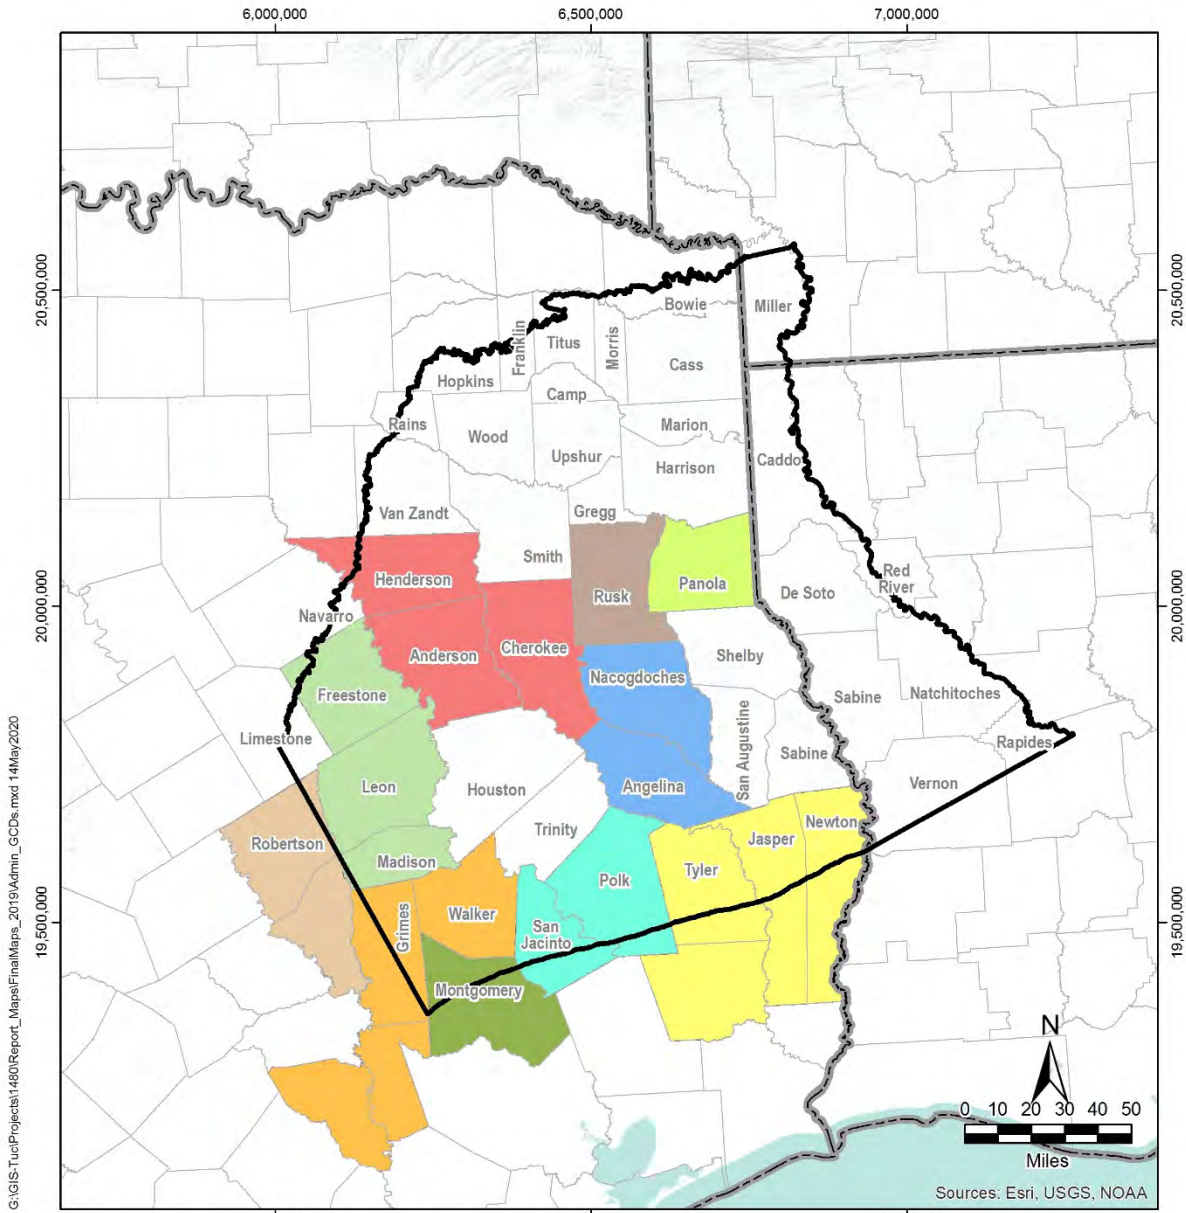 6,000,000
6,500,000
7,000,000
20,500,000
20,500,000
Miller
Bowie
Franklin
Titus
Morris
Cass
Hopkins
Camp
Rains
Wood
Marion
Upshur
Harrison
Caddo
Van Zandt
Gregg
Smith
Henderson
Rusk
Panola
De Soto
Red
River
20,000,000
20,000,000
Navarro
Anderson
Cherokee
Shelby
Nacogdoches
Freestone
Sabine
Natchitoches
Limestone
San Augustine
Sabine
Rapides
Leon
Houston
Angelina
Vernon
Trinity
Robertson
Madison
Jasper
Newton
Polk
Tyler
Grimes
Walker
San
Jacinto
19,500,000
19,500,000
Montgomery
N
0 10 20 30 40 50
Miles
Sources: Esri, USGS, NOAA
G:\GIS-Tuc\Projects\1480\Report_Maps\FinalMaps_2019\Admin_GCDs.mxd 14May2020